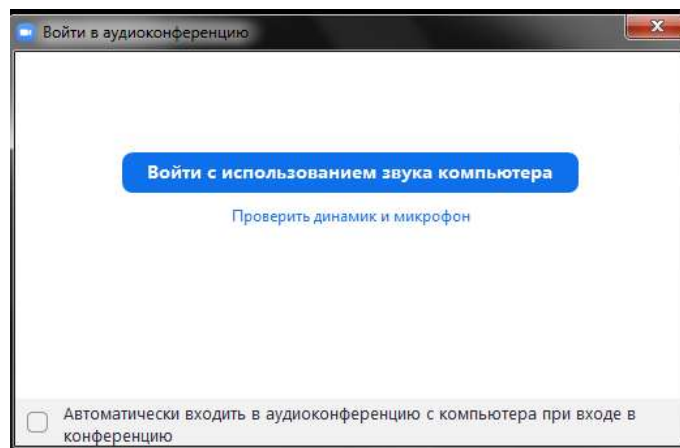 Войти в аудиоконференцию
Войти с использованием звука компьютера
Проверить динамик и микрофон
Автоматически входить в аудиоконференцию с компьютера при входе в
конференцию